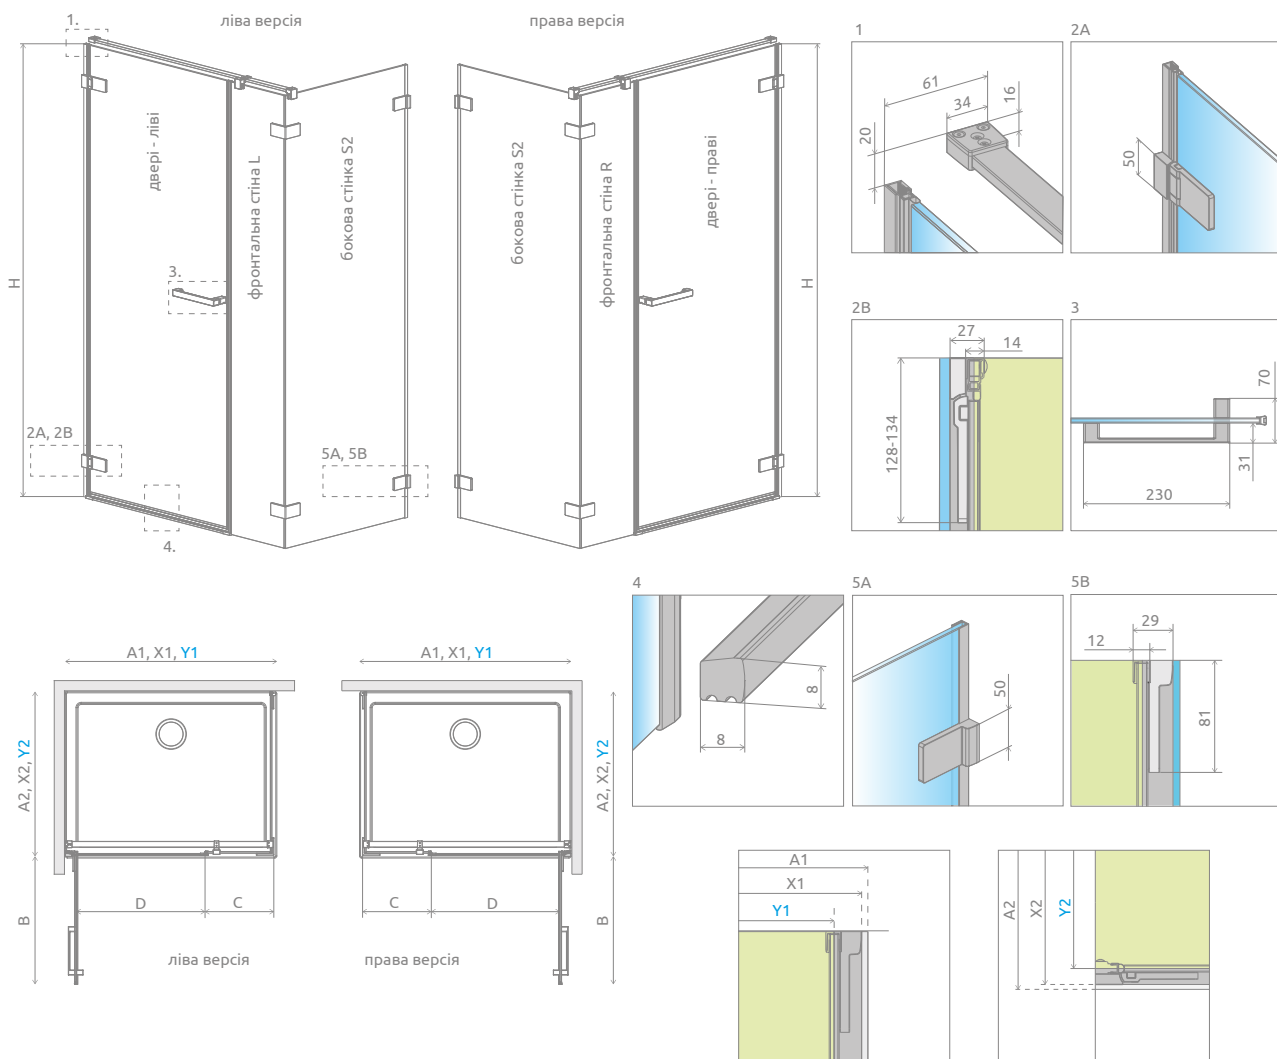 1.
ліва версія
права версія
H
двері - ліві
фронтальна стіна L
бокова стінка S2
3.
2A, 2B
4.
5A, 5B
бокова стінка S2
фронтальна стіна R
двері - праві
H
1
61
34
16
20
2A
50
2B
27
14
128-134
3
70
31
230
4
8
8
5A
50
5B
29
12
81
A1, X1, Y1
A2, X2, Y2
B
D
C
ліва версія
A1, X1, Y1
A2, X2, Y2
B
C
D
права версія
A1
X1
Y1
A2
X2
Y2